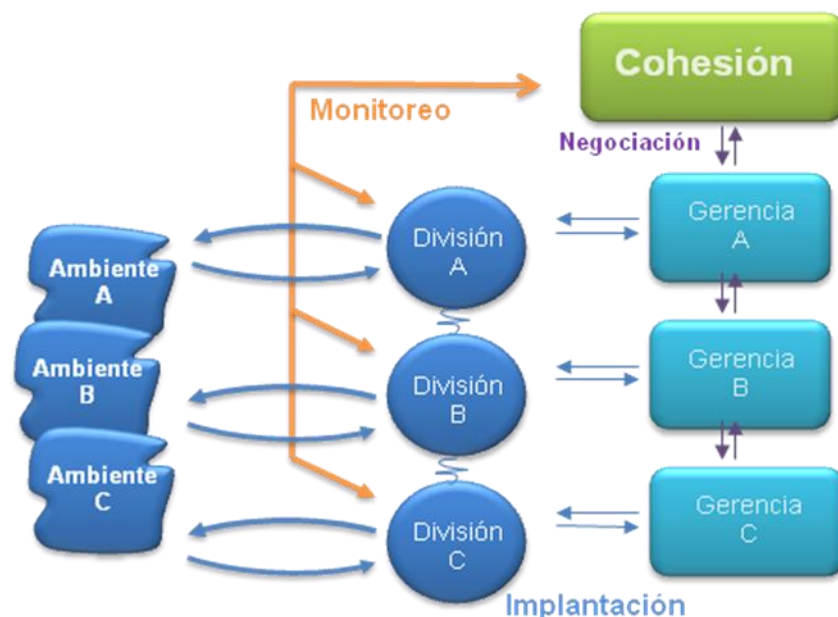 Cohesión
Monitoreo
Negociación
Gerencia
A
División
A
Ambiente
A
Gerencia
B
División
B
Ambiente
B
Gerencia
C
División
C
Ambiente
C
Implantación